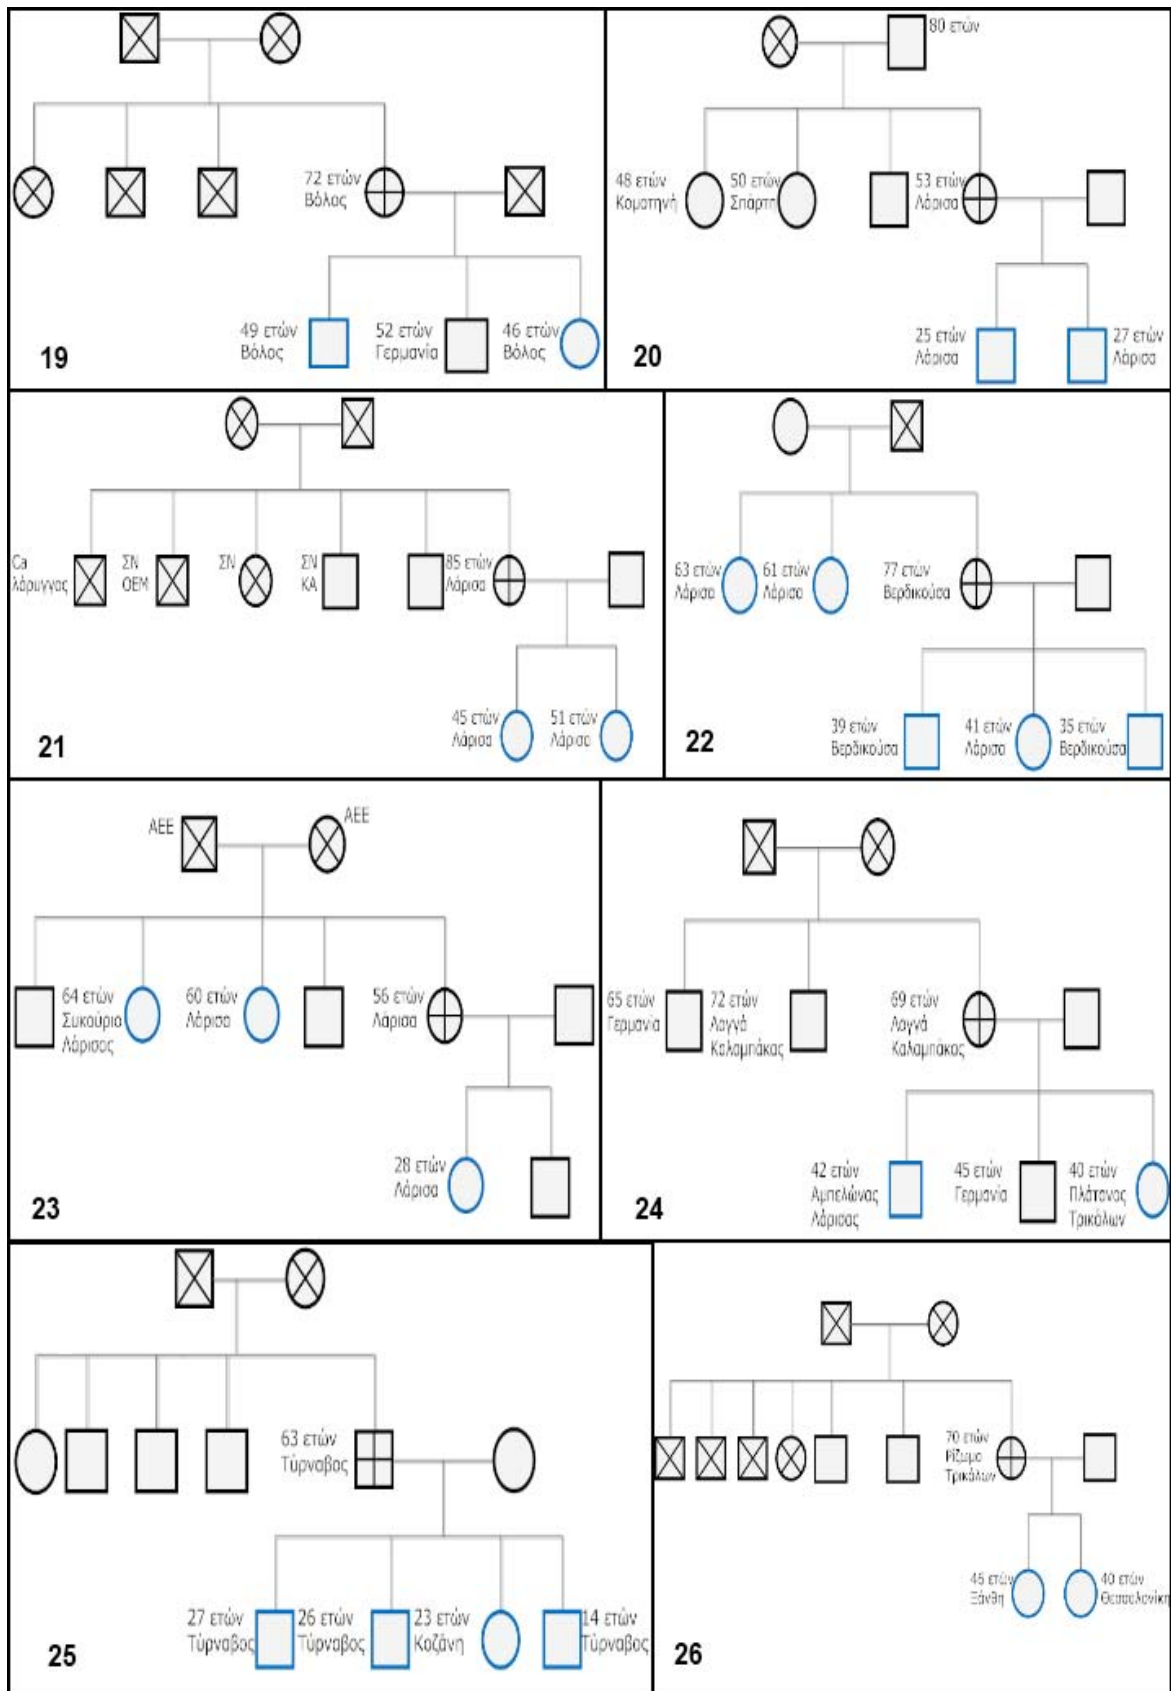 80 ετών
72 ετών
Βόλος
49 ετών
Βόλος
52 ετών
Γερμανία
46 ετών
Βόλος
19
48 ετών
Κομοτηνή
50 ετών
Σπάρτη
53 ετών
Λάρισα
25 ετών
Λάρισα
27 ετών
Λάρισα
20
Ca
λάρυγγας
ΣΝ
ΟΕΜ
ΣΝ
ΣΝ
ΚΑ
85 ετών
Λάρισα
45 ετών
Λάρισα
51 ετών
Λάρισα
21
63 ετών
Λάρισα
61 ετών
Λάρισα
77 ετών
Βερδικούσα
39 ετών
Βερδικούσα
41 ετών
Λάρισα
35 ετών
Βερδικούσα
22
ΑΕΕ
ΑΕΕ
64 ετών
Συκούριο
Λάρισας
60 ετών
Λάρισα
56 ετών
Λάρισα
28 ετών
Λάρισα
23
65 ετών
Γερμανία
72 ετών
Λαγγά
Καλαμπάκας
69 ετών
Λαγγά
Καλαμπάκας
42 ετών
Αμπελώνας
Λάρισας
45 ετών
Γερμανία
40 ετών
Πλάτανος
Τρικάλων
24
63 ετών
Τύρναβος
27 ετών
Τύρναβος
26 ετών
Τύρναβος
23 ετών
Κοζάνη
14 ετών
Τύρναβος
25
70 ετών
Ρίζωμα
Τρικάλων
46 ετών
Ξάνθη
40 ετών
Θεσσαλονίκη
26